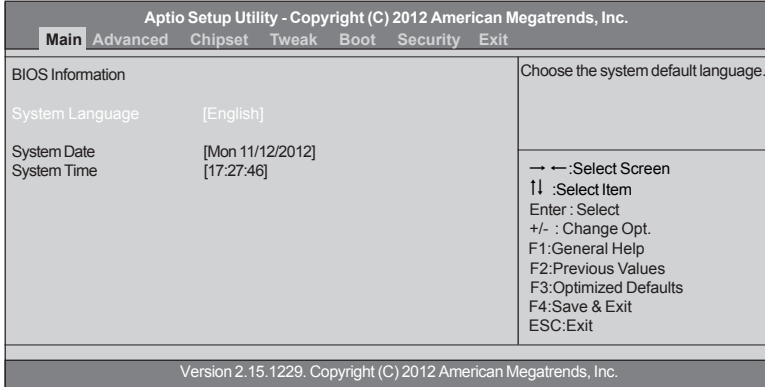 Aptio Setup Utility - Copyright (C) 2012 American Megatrends, Inc.
Main Advanced Chipset Tweak Boot Security Exit
BIOS Information
System Language [English]
System Date [Mon 11/12/2012]
System Time [17:27:46]
Choose the system default language.
→ ←:Select Screen
↑↓ :Select Item
Enter : Select
+/- : Change Opt.
F1:General Help
F2:Previous Values
F3:Optimized Defaults
F4:Save & Exit
ESC:Exit
Version 2.15.1229. Copyright (C) 2012 American Megatrends, Inc.